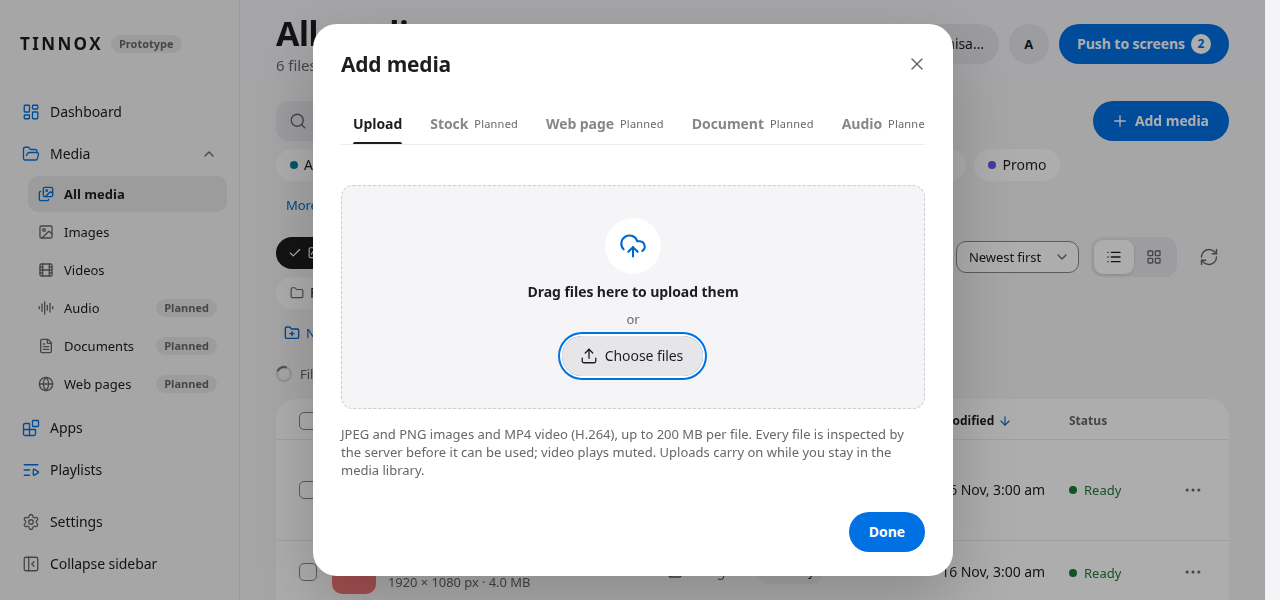 TINNOX Prototype
Dashboard
Media
All media
Images
Videos
Audio Planned
Documents Planned
Web pages Planned
Apps
Playlists
Settings
Collapse sidebar
6 files
A
Push to screens 2
Add media
Promo
More
Newest first
Status
16 Nov, 3:00 am
Ready
1920 × 1080 px · 4.0 MB
Ready
Add media
Upload
Stock Planned
Web page Planned
Document Planned
Audio
Drag files here to upload them
or
Choose files
JPEG and PNG images and MP4 video (H.264), up to 200 MB per file. Every file is inspected by
the server before it can be used; video plays muted. Uploads carry on while you stay in the
media library.
Done